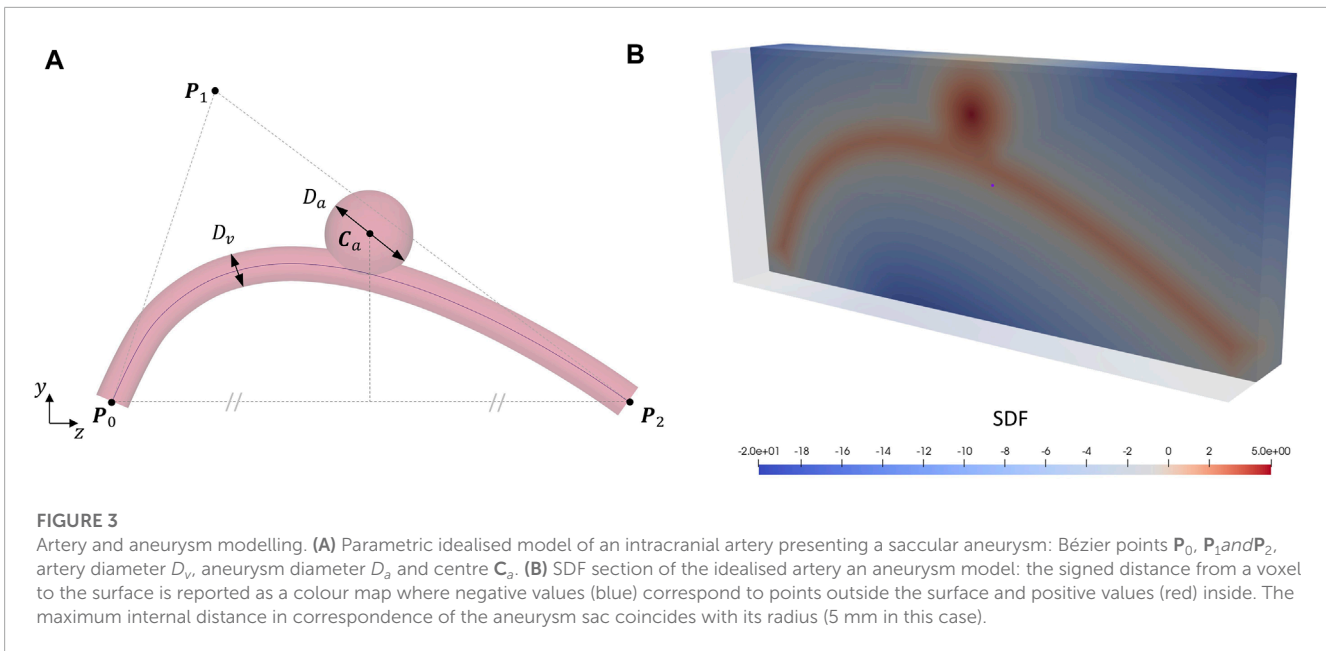 A
P1
Da
Dv
Ca
y
z
P0
P2
B
SDF
-2.0e+01 -18 -16 -14 -12 -10 -8 -6 -4 -2 0 2 5.0e+00
FIGURE 3
Artery and aneurysm modelling. (A) Parametric idealised model of an intracranial artery presenting a saccular aneurysm: Bézier points P0, P1andP2,
artery diameter Dv, aneurysm diameter Da and centre Ca. (B) SDF section of the idealised artery an aneurysm model: the signed distance from a voxel
to the surface is reported as a colour map where negative values (blue) correspond to points outside the surface and positive values (red) inside. The
maximum internal distance in correspondence of the aneurysm sac coincides with its radius (5 mm in this case).